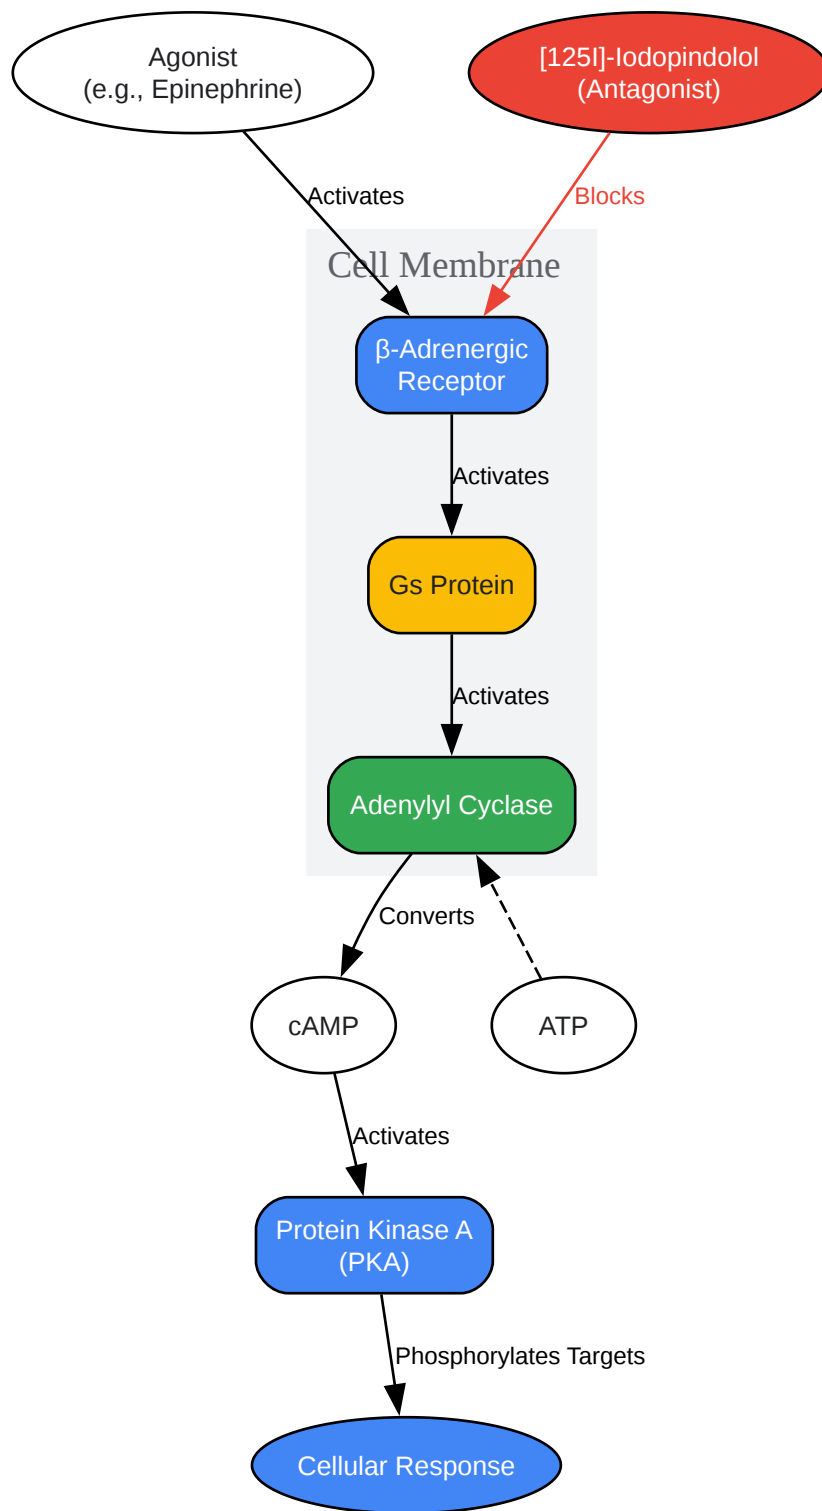 Agonist
(e.g., Epinephrine)
[125I]-Iodopindolol
(Antagonist)
Activates
Blocks
Cell Membrane
β-Adrenergic
Receptor
Activates
Gs Protein
Activates
Adenylyl Cyclase
Converts
cAMP
ATP
Activates
Protein Kinase A
(PKA)
Phosphorylates Targets
Cellular Response